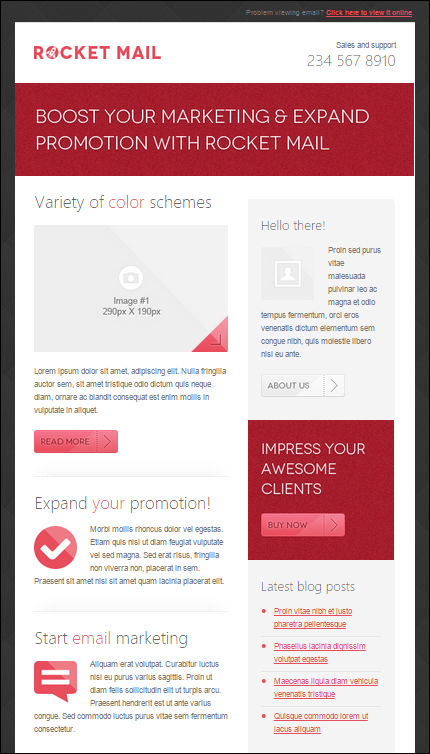 Problem viewing email? Click here to view it online
ROCKET MAIL
Sales and support
234 567 8910
BOOST YOUR MARKETING & EXPAND
PROMOTION WITH ROCKET MAIL
Variety of color schemes
Image #1
290px X 190px
Lorem ipsum dolor sit amet, adipiscing elit. Nulla fringilla
auctor sem, sit amet tristique odio dictum quis neque
diam, ornare ac blandit consequat est enim mollis in
vulputate in aliquet.
READ MORE
Expand your promotion!
Morbi mollis rhoncus dolor vel egestas.
Etiam quis nisl ut diam feugiat vulputate
vel sed magna. Sed erat risus, fringilla
non viverra non, placerat in sem.
Praesent sit amet nisl sit amet quam lacinia placerat elit.
Start email marketing
Aliquam erat volutpat. Curabitur luctus
nisl eu purus varius sagittis. Proin ut
diam felis sollicitudin elit ut turpis arcu.
Praesent hendrerit est ut ante varius
congue. Sed commodo luctus purus vitae sem fermentum
consectetur.
Hello there!
Proin sed purus
vitae
malesuada
pulvinar leo ac
magna et odio
tempus fermentum, orci eros
venenatis dictum elementum sem
congue nibh, quis molestie libero
nisl eu ante.
ABOUT US
IMPRESS YOUR
AWESOME
CLIENTS
BUY NOW
Latest blog posts
Proin vitae nibh et justo
pharetra pellentesque
Phasellus lacinia dignissim
volutpat egestas
Maecenas ligula diam vehicula
venenatis tristique
Quisque commodo lorem ut
lacus aliquam